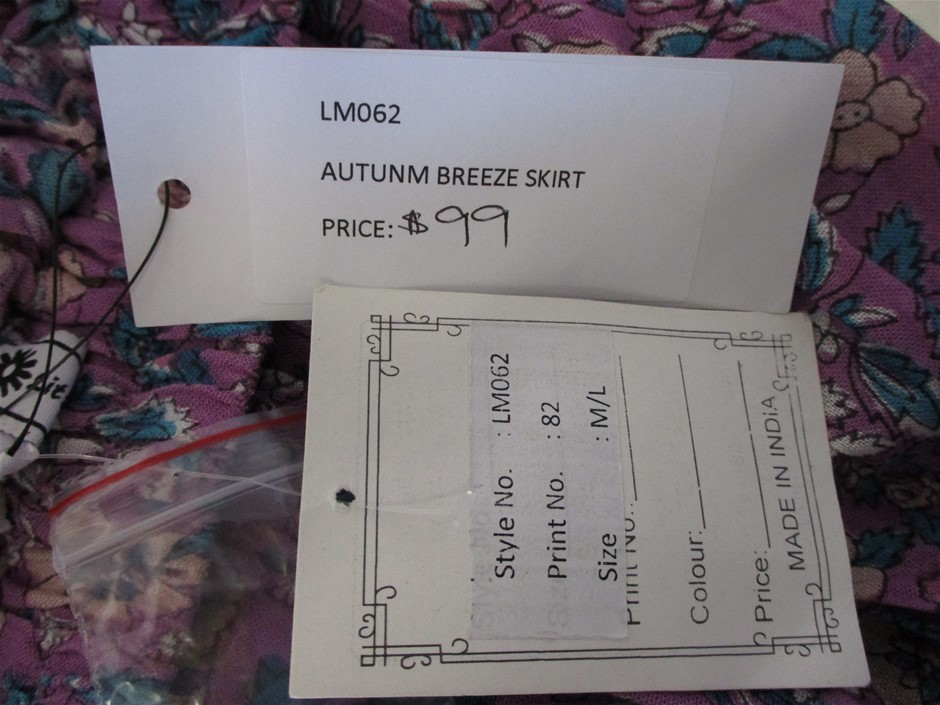 LM062
AUTUNM BREEZE SKIRT
PRICE: $99
Style No. : LM062
Print No. : 82
Size : M/L
Print No.:
Colour:
Price:
MADE IN INDIA